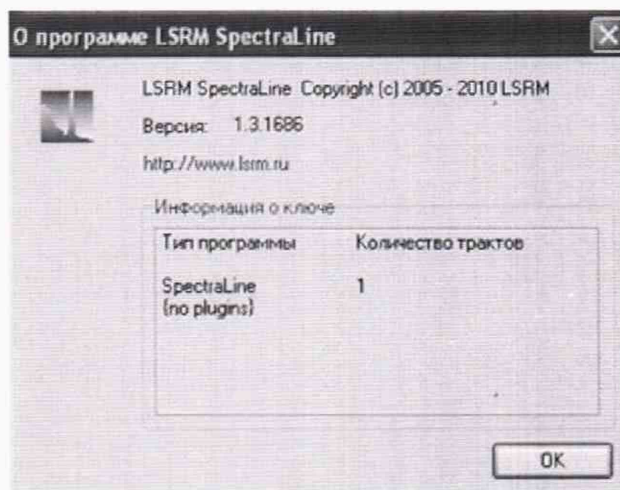 О программе LSRM SpectraLine
LSRM SpectraLine Copyright (c) 2005 - 2010 LSRM
Версия: 1.3.1686
http://www.lsrm.ru
Информация о ключе
Тип программы Количество трактов
SpectraLine 1
(no plugins)
OK